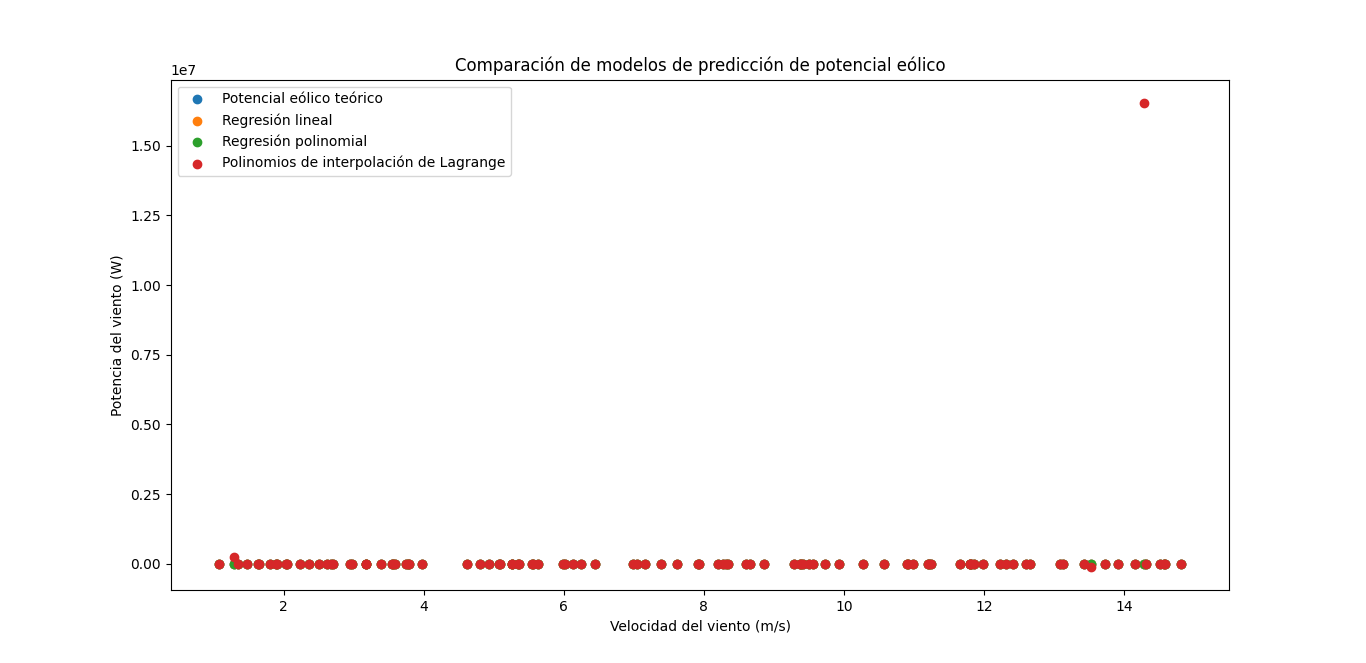 Comparación de modelos de predicción de potencial eólico
1e7
Potencial eólico teórico
Regresión lineal
Regresión polinomial
Polinomios de interpolación de Lagrange
Potencia del viento (W)
1.50
1.25
1.00
0.75
0.50
0.25
0.00
2 4 6 8 10 12 14
Velocidad del viento (m/s)